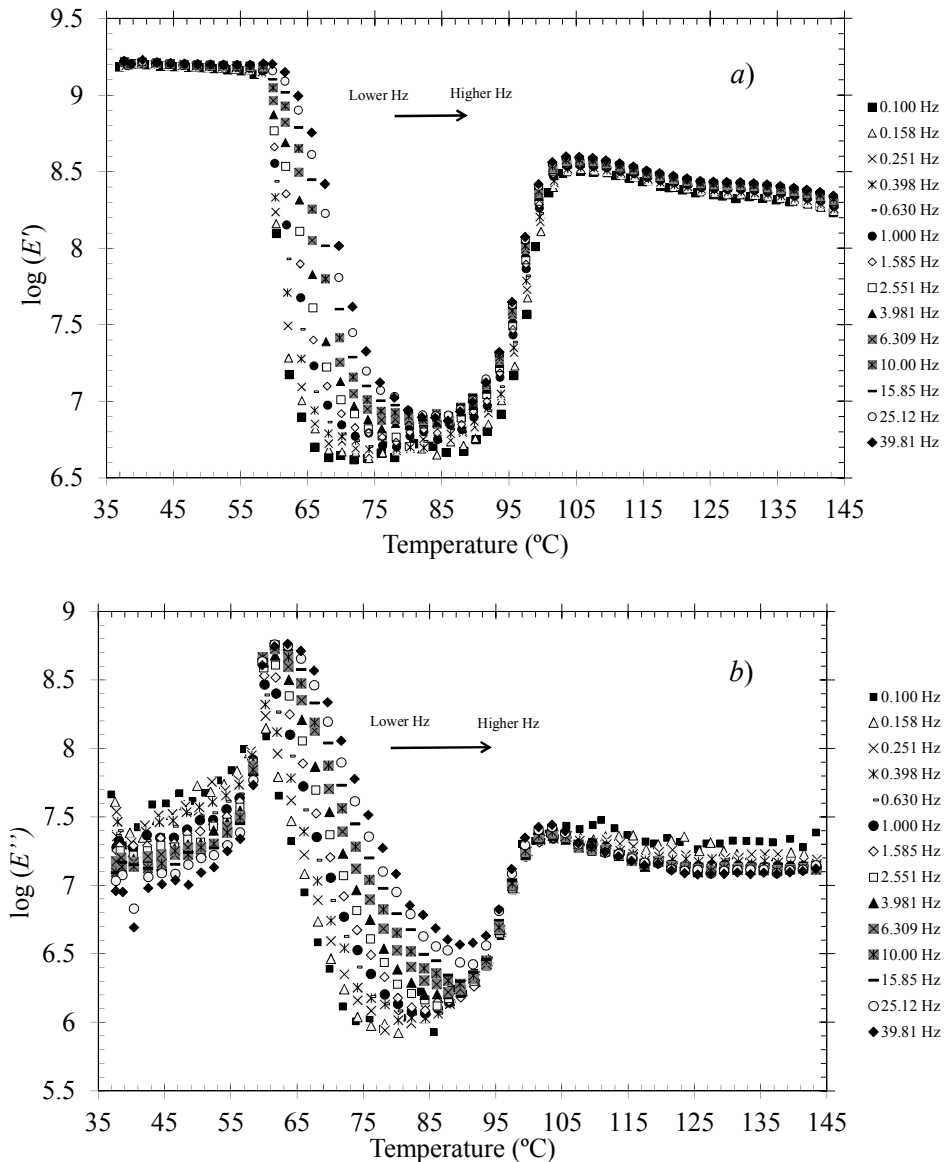 9.5
9
8.5
8
7.5
7
6.5
log (E')
a)
Lower Hz
Higher Hz
35 45 55 65 75 85 95 105 115 125 135 145
Temperature (ºC)
0.100 Hz
0.158 Hz
0.251 Hz
0.398 Hz
0.630 Hz
1.000 Hz
1.585 Hz
2.551 Hz
3.981 Hz
6.309 Hz
10.00 Hz
15.85 Hz
25.12 Hz
39.81 Hz
9
8.5
8
7.5
7
6.5
6
5.5
log (E’’)
b)
Lower Hz
Higher Hz
35 45 55 65 75 85 95 105 115 125 135 145
Temperature (ºC)
0.100 Hz
0.158 Hz
0.251 Hz
0.398 Hz
0.630 Hz
1.000 Hz
1.585 Hz
2.551 Hz
3.981 Hz
6.309 Hz
10.00 Hz
15.85 Hz
25.12 Hz
39.81 Hz